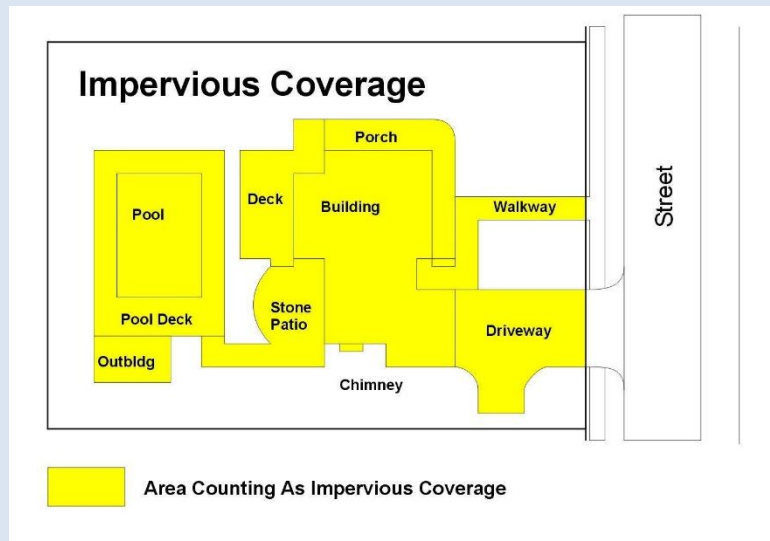 Impervious Coverage
Porch
Deck
Building
Walkway
Street
Pool
Pool Deck
Stone
Patio
Driveway
Outbldg
Chimney
Area Counting As Impervious Coverage